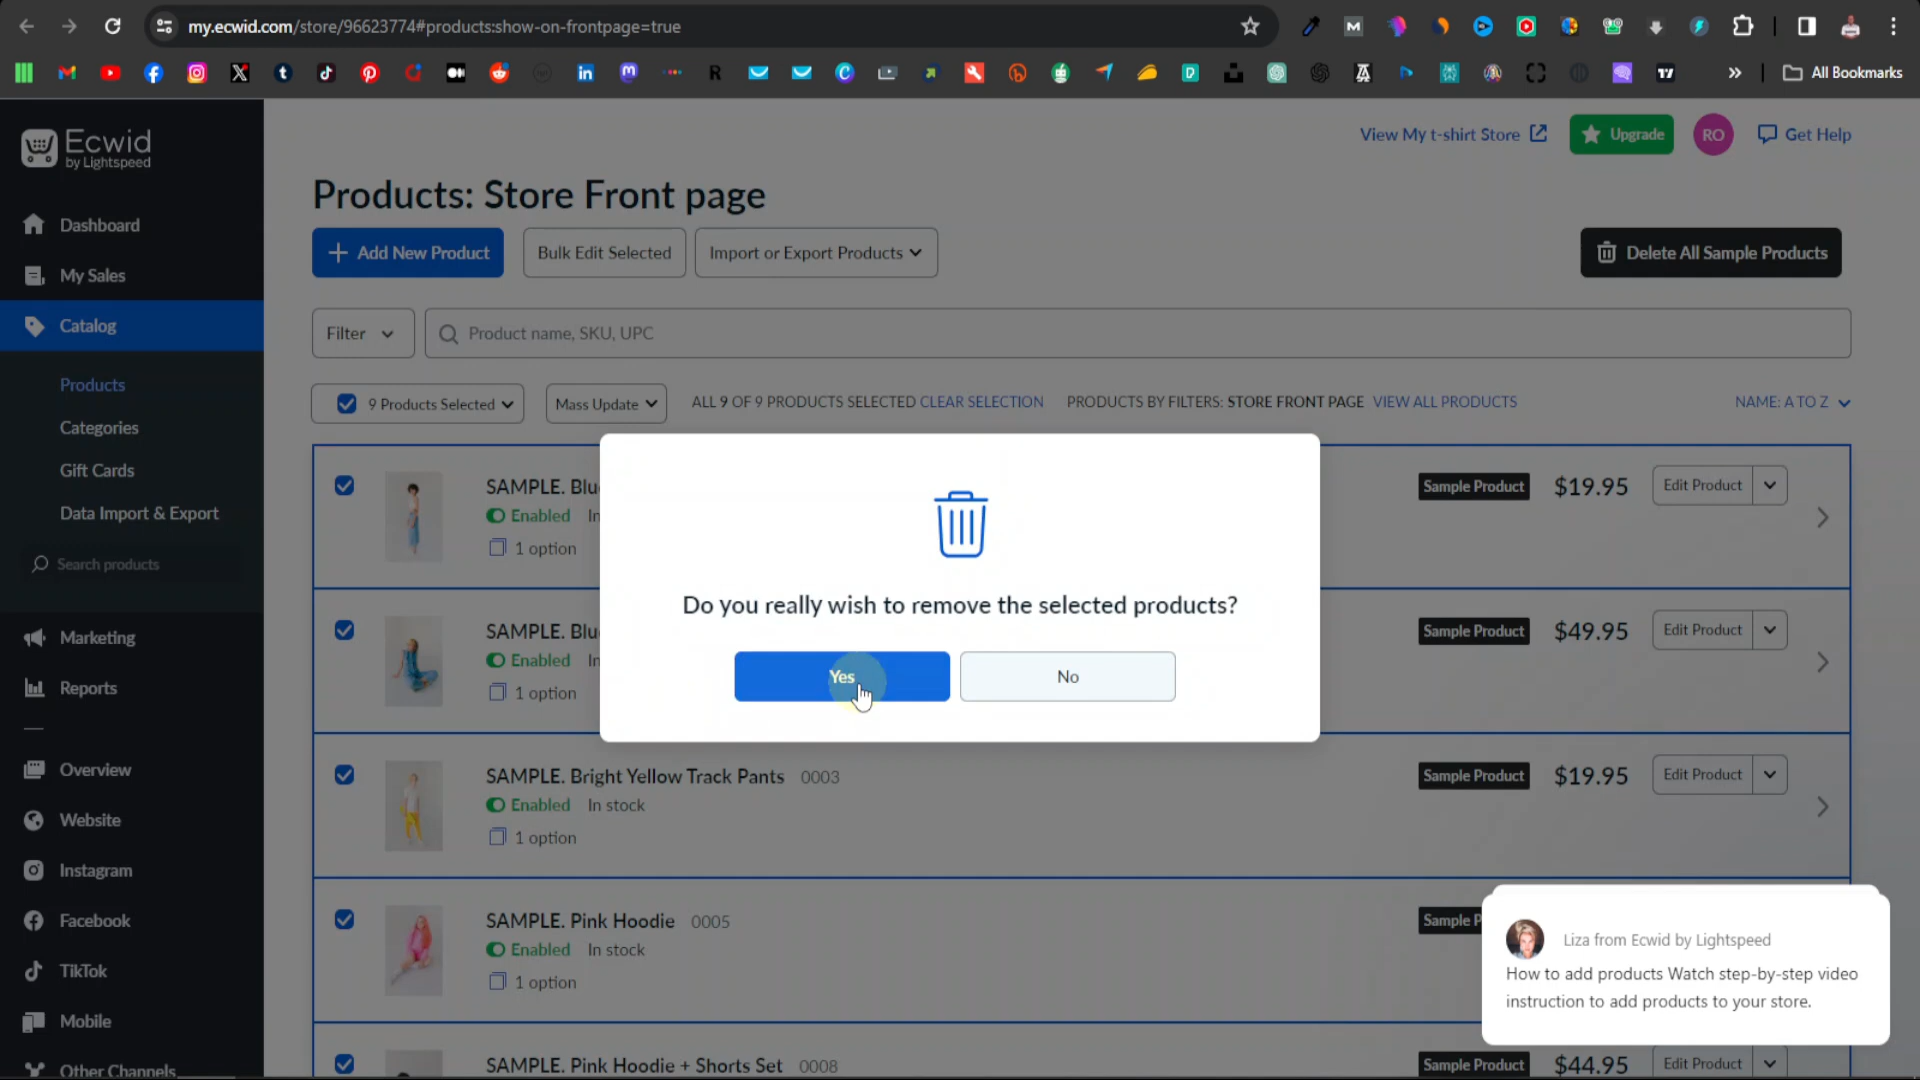 my.ecwid.com/store/96623774#products:show-on-frontpage=true
All Bookmarks
Ecwid
by Lightspeed
View My t-shirt Store
Upgrade
RO
Get Help
Products: Store Front page
Add New Product
Bulk Edit Selected
Import or Export Products
Delete All Sample Products
Filter
Product name, SKU, UPC
9 Products Selected
Mass Update
ALL 9 OF 9 PRODUCTS SELECTED CLEAR SELECTION
PRODUCTS BY FILTERS: STORE FRONT PAGE VIEW ALL PRODUCTS
NAME: A TO Z
Dashboard
My Sales
Catalog
Products
Categories
Gift Cards
Data Import & Export
Search products
Marketing
Reports
Overview
Website
Instagram
Facebook
TikTok
Mobile
Other Channels
SAMPLE. Blu
Enabled In
1 option
Sample Product $19.95 Edit Product
SAMPLE. Blu
Enabled In
1 option
Sample Product $49.95 Edit Product
Do you really wish to remove the selected products?
Yes
No
SAMPLE. Bright Yellow Track Pants 0003
Enabled In stock
1 option
Sample Product $19.95 Edit Product
SAMPLE. Pink Hoodie 0005
Enabled In stock
1 option
Sample P
Liza from Ecwid by Lightspeed
How to add products Watch step-by-step video
instruction to add products to your store.
SAMPLE. Pink Hoodie + Shorts Set 0008
Sample Product $44.95 Edit Product